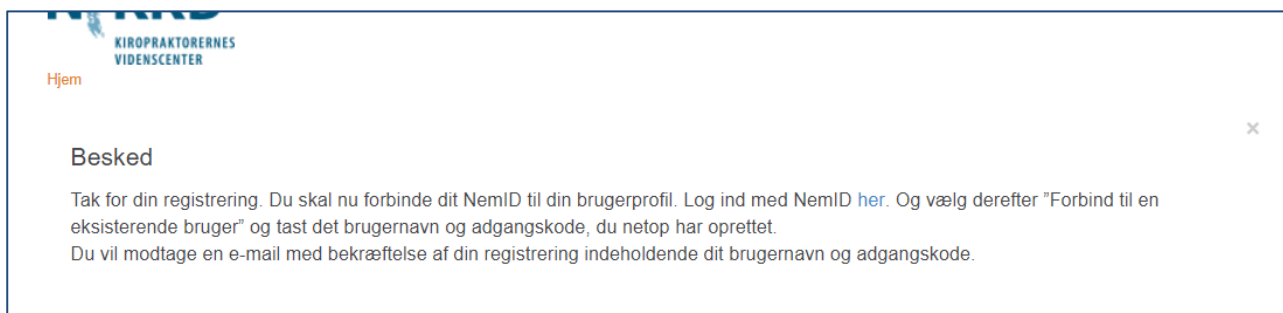 KIROPRAKTORERNES
VIDENSCENTER
Hjem
Besked
Tak for din registrering. Du skal nu forbinde dit NemID til din brugerprofil. Log ind med NemID her. Og vælg derefter ”Forbind til en
eksisterende bruger” og tast det brugernavn og adgangskode, du netop har oprettet.
Du vil modtage en e-mail med bekræftelse af din registrering indeholdende dit brugernavn og adgangskode.